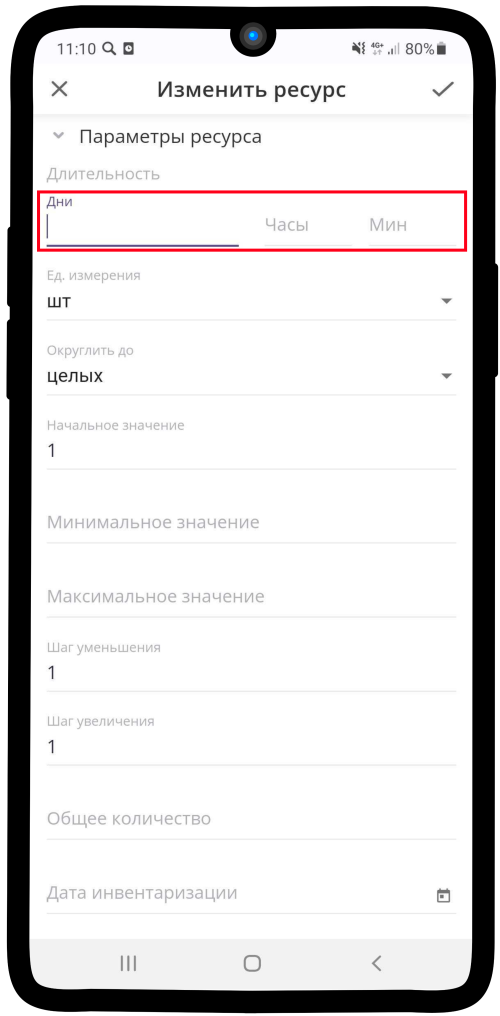 11:10
4G+ 80%
Изменить ресурс
Параметры ресурса
Длительность
Дни
Часы Мин
Ед. измерения
шт
Округлить до
целых
Начальное значение
1
Минимальное значение
Максимальное значение
Шаг уменьшения
1
Шаг увеличения
1
Общее количество
Дата инвентаризации